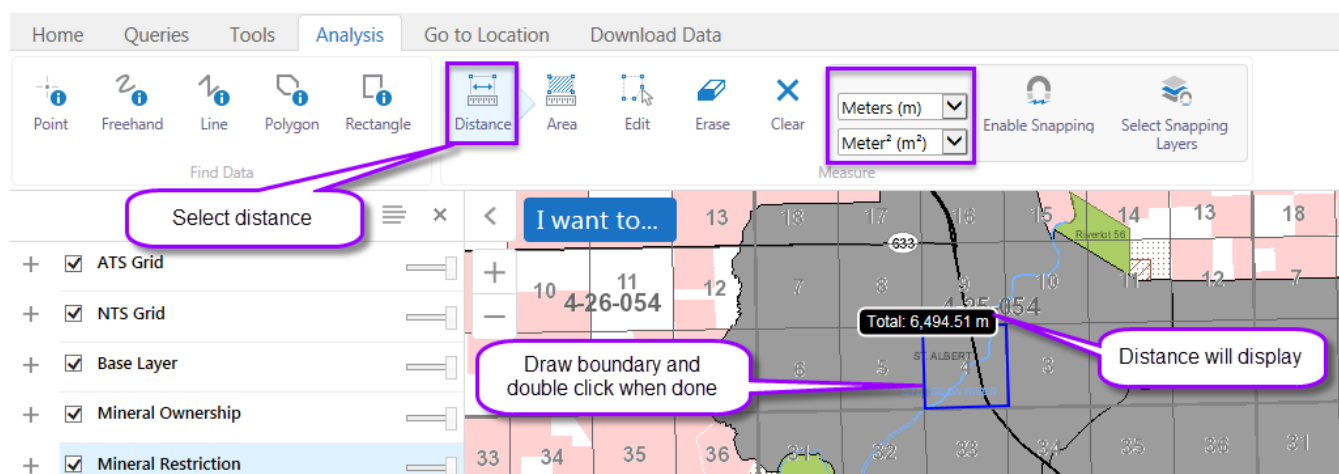 Home Queries Tools Analysis Go to Location Download Data
Point Freehand Line Polygon Rectangle Distance Area Edit Erase Clear Meters (m) Enable Snapping Select Snapping
Layers
Meter² (m²)
Find Data Measure
Select distance
I want to...
13 18 17 16 15 14 13 18
Riverlot 56
633
ATS Grid
10 11 12 7 8 9 10 11 12 7
4-26-054 4-25-054
NTS Grid
Total: 6,494.51 m
Draw boundary and
double click when done
ST. ALBERT
6 5 4 3
Distance will display
Base Layer
Mineral Ownership
33 34 35 36 31 32 33 34 35 36 31
Mineral Restriction